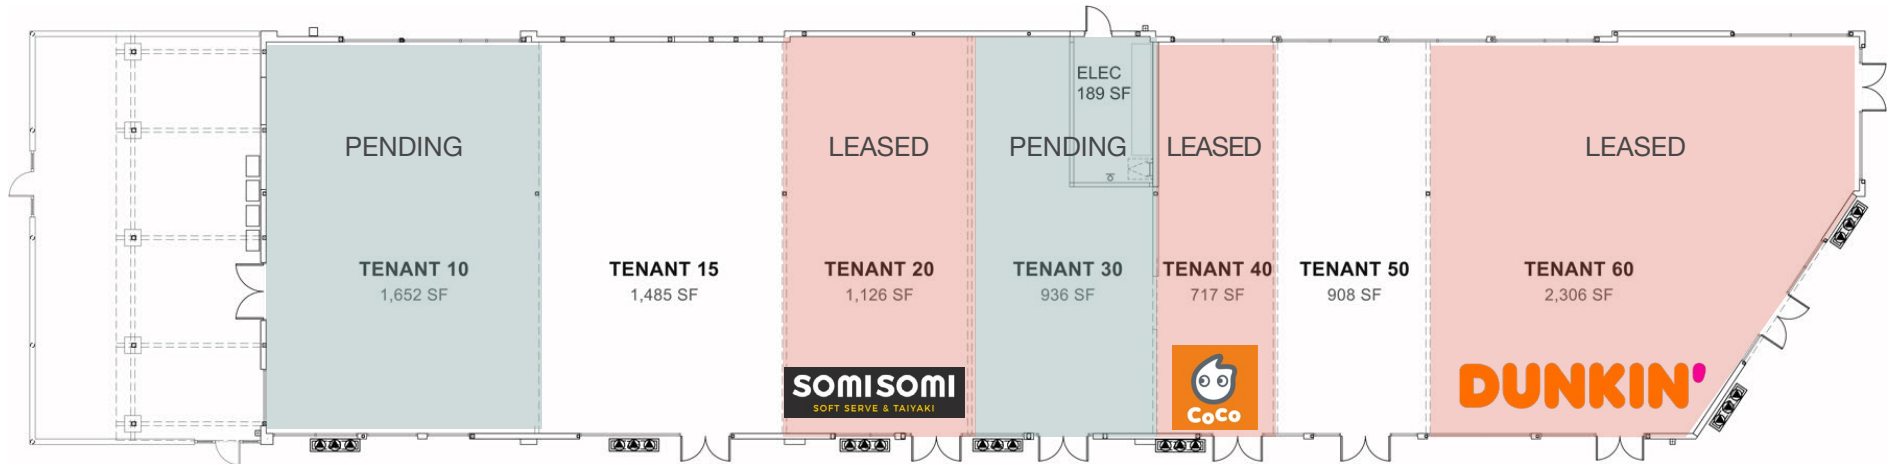 ELEC
189 SF
PENDING
LEASED
PENDING
LEASED
LEASED
TENANT 10
1,652 SF
TENANT 15
1,485 SF
TENANT 20
1,126 SF
TENANT 30
936 SF
TENANT 40
717 SF
TENANT 50
908 SF
TENANT 60
2,306 SF
SOMISOMI
SOFT SERVE & TAIYAKI
CoCo
DUNKIN'